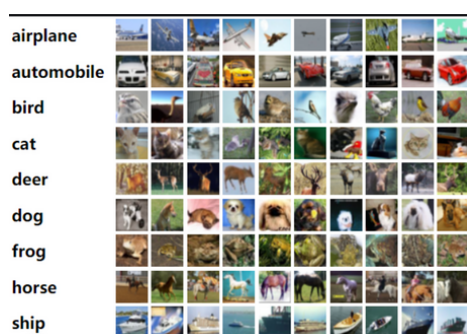 airplane
automobile
bird
cat
deer
dog
frog
horse
ship